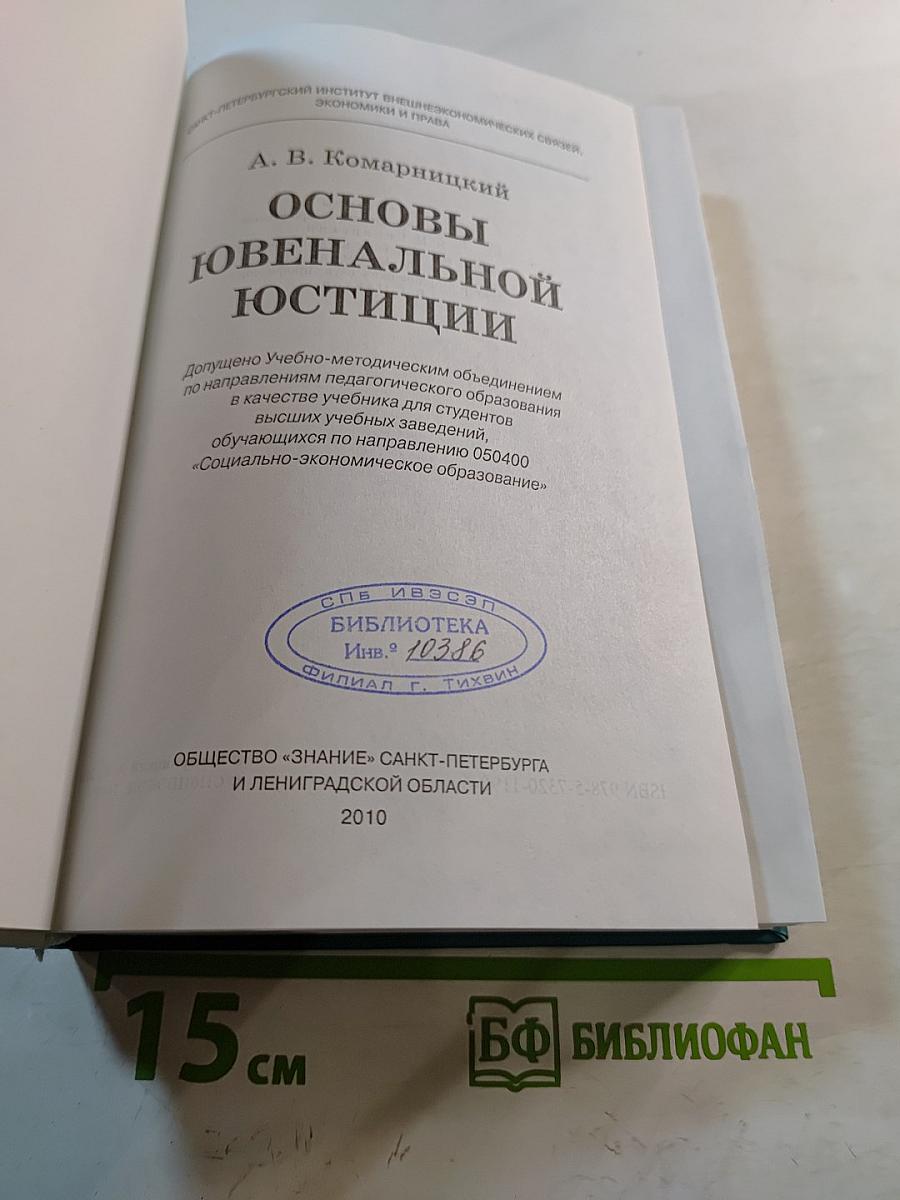 САНКТ-ПЕТЕРБУРГСКИЙ ИНСТИТУТ ВНЕШНЕЭКОНОМИЧЕСКИХ СВЯЗЕЙ,
ЭКОНОМИКИ И ПРАВА
А. В. Комарницкий
ОСНОВЫ
ЮВЕНАЛЬНОЙ
ЮСТИЦИИ
Допущено Учебно-методическим объединением
по направлениям педагогического образования
в качестве учебника для студентов
высших учебных заведений,
обучающихся по направлению 050400
«Социально-экономическое образование»
СПБ ИВЭСЭП
БИБЛИОТЕКА
Инв.º 10386
ФИЛИАЛ г. ТИХВИН
ОБЩЕСТВО «ЗНАНИЕ» САНКТ-ПЕТЕРБУРГА
И ЛЕНИГРАДСКОЙ ОБЛАСТИ
2010
15 см
БФ БИБЛИОФАН